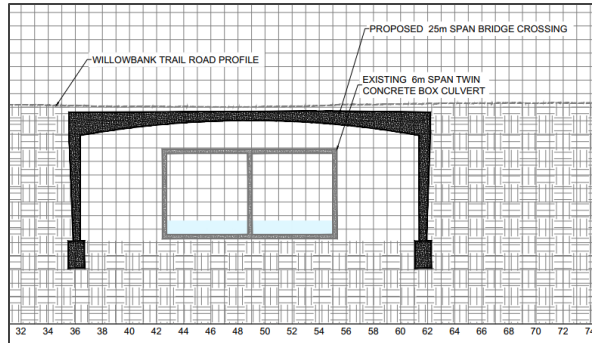 PROPOSED 25m SPAN BRIDGE CROSSING
WILLOWBANK TRAIL ROAD PROFILE
EXISTING 6m SPAN TWIN
CONCRETE BOX CULVERT
32 34 36 38 40 42 44 46 48 50 52 54 56 58 60 62 64 66 68 70 72 74